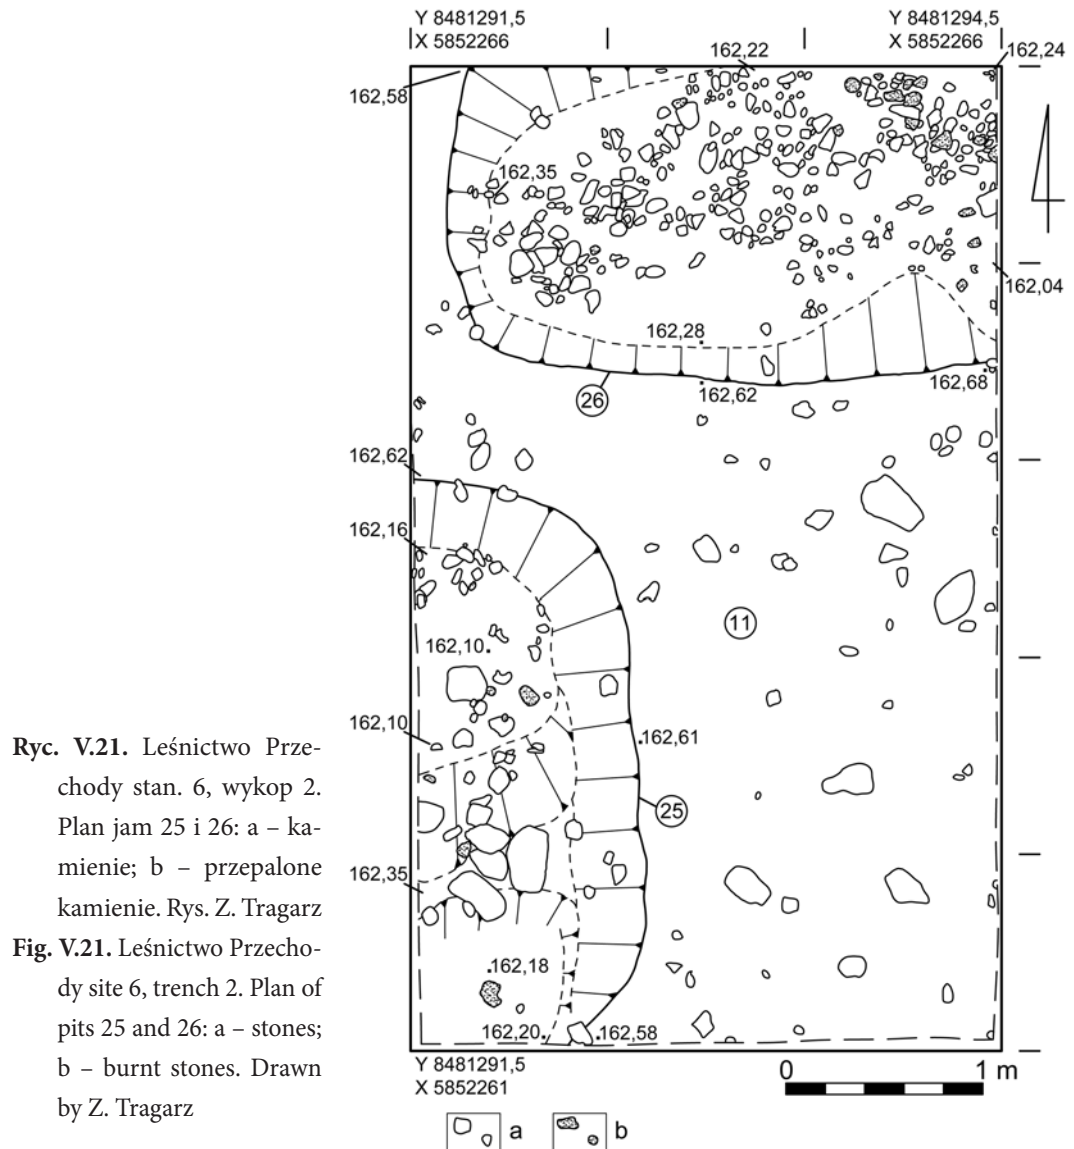 Y 8481291,5
X 5852266
Y 8481294,5
X 5852266
162,22
162,24
162,58
162,35
162,04
162,28
162,68
162,62
26
162,62
162,16
11
162,10
162,10
162,61
25
162,35
162,18
162,20
162,58
Y 8481291,5
X 5852261
0
1 m
a
b
Ryc. V.21. Leśnictwo Prze-
chody stan. 6, wykop 2.
Plan jam 25 i 26: a – ka-
mienie; b – przepalone
kamienie. Rys. Z. Tragarz
Fig. V.21. Leśnictwo Przecho-
dy site 6, trench 2. Plan of
pits 25 and 26: a – stones;
b – burnt stones. Drawn
by Z. Tragarz